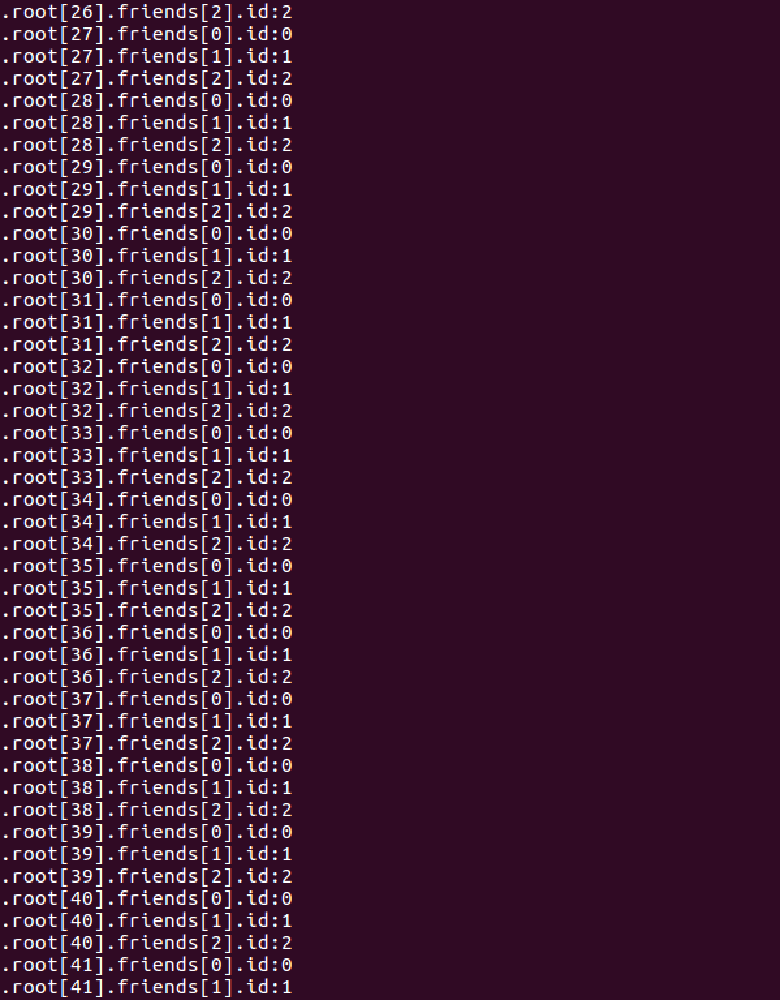 .root[26].friends[2].id:2
.root[27].friends[0].id:0
.root[27].friends[1].id:1
.root[27].friends[2].id:2
.root[28].friends[0].id:0
.root[28].friends[1].id:1
.root[28].friends[2].id:2
.root[29].friends[0].id:0
.root[29].friends[1].id:1
.root[29].friends[2].id:2
.root[30].friends[0].id:0
.root[30].friends[1].id:1
.root[30].friends[2].id:2
.root[31].friends[0].id:0
.root[31].friends[1].id:1
.root[31].friends[2].id:2
.root[32].friends[0].id:0
.root[32].friends[1].id:1
.root[32].friends[2].id:2
.root[33].friends[0].id:0
.root[33].friends[1].id:1
.root[33].friends[2].id:2
.root[34].friends[0].id:0
.root[34].friends[1].id:1
.root[34].friends[2].id:2
.root[35].friends[0].id:0
.root[35].friends[1].id:1
.root[35].friends[2].id:2
.root[36].friends[0].id:0
.root[36].friends[1].id:1
.root[36].friends[2].id:2
.root[37].friends[0].id:0
.root[37].friends[1].id:1
.root[37].friends[2].id:2
.root[38].friends[0].id:0
.root[38].friends[1].id:1
.root[38].friends[2].id:2
.root[39].friends[0].id:0
.root[39].friends[1].id:1
.root[39].friends[2].id:2
.root[40].friends[0].id:0
.root[40].friends[1].id:1
.root[40].friends[2].id:2
.root[41].friends[0].id:0
.root[41].friends[1].id:1